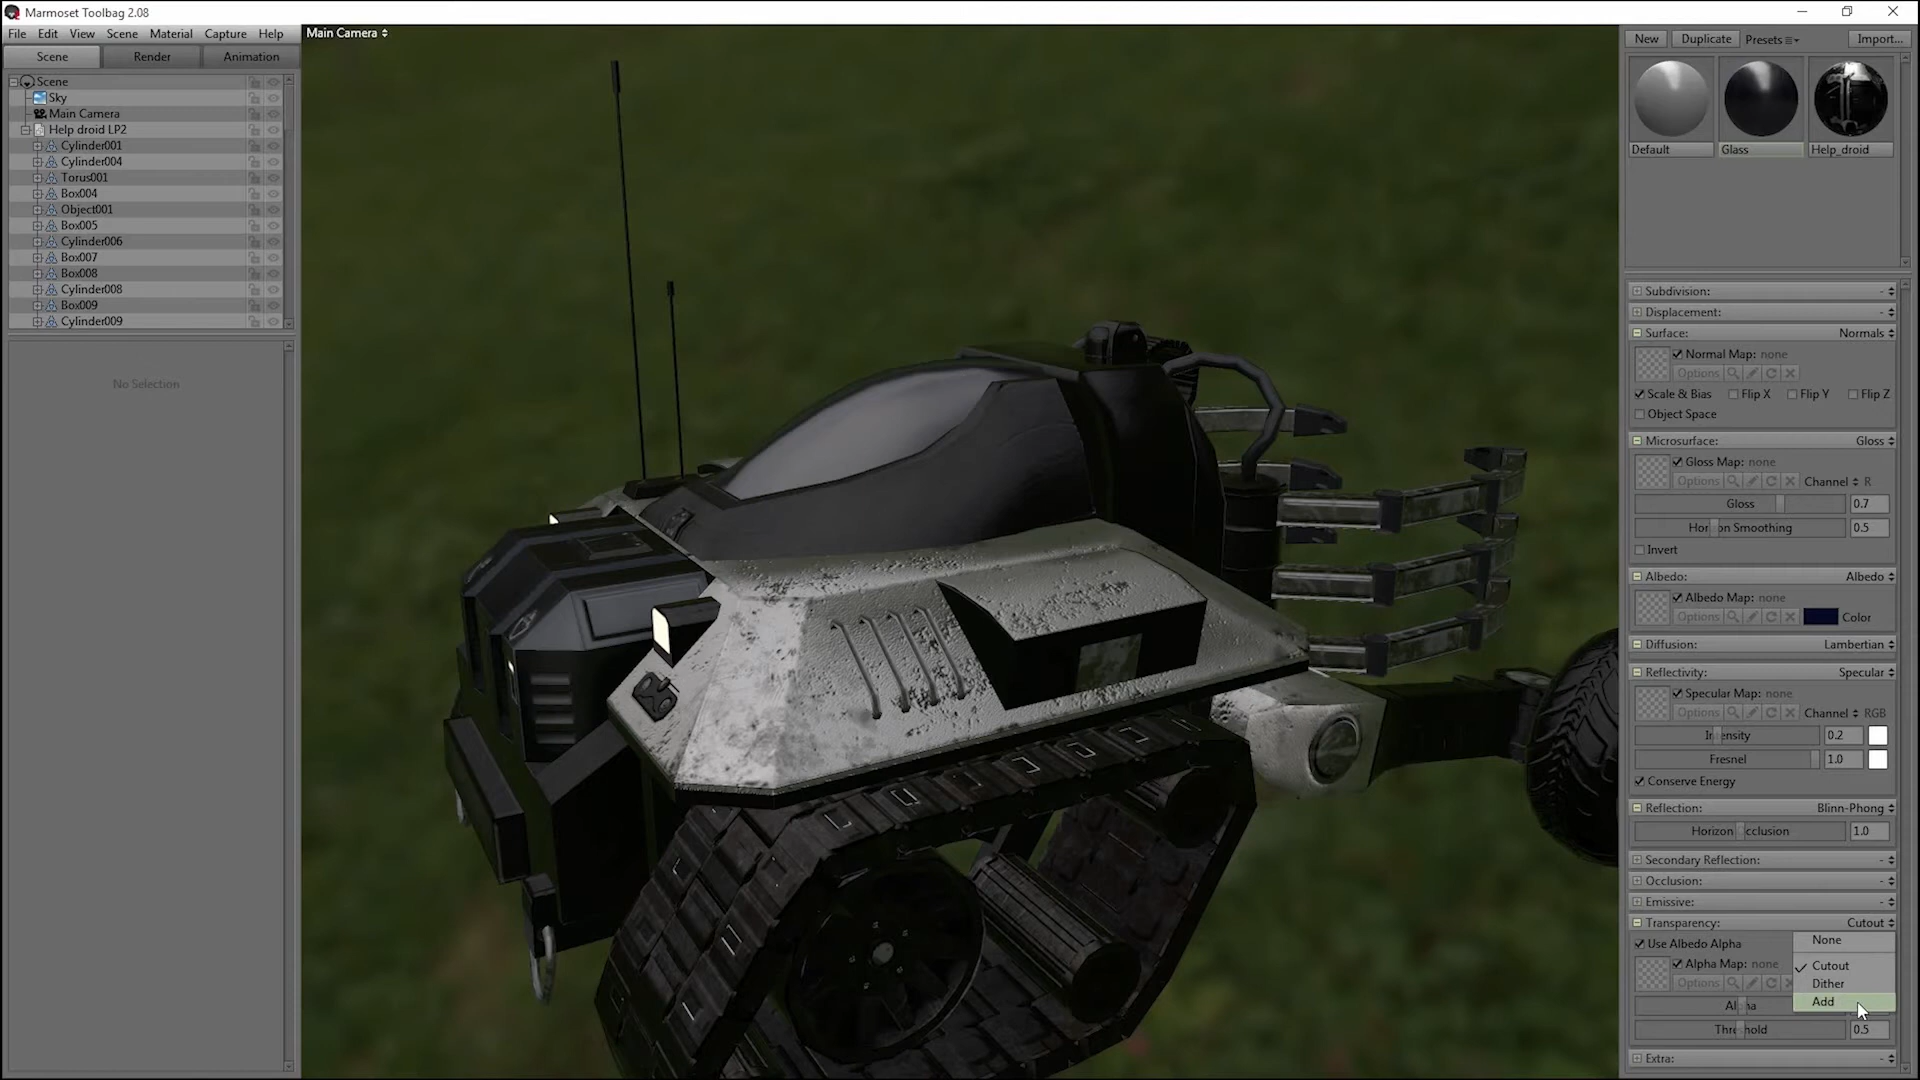 Marmoset Toolbag 2.08
File Edit View Scene Material Capture Help
Scene Render Animation
Scene
Sky
Main Camera
Help droid LP2
Cylinder001
Cylinder004
Torus001
Box004
Object001
Box005
Cylinder006
Box007
Box008
Cylinder008
Box009
Cylinder009
No Selection
Main Camera
New Duplicate Presets Import...
Default Glass Help_droid
Subdivision: -
Displacement: -
Surface: Normals
Normal Map: none
Options
Scale & Bias Flip X Flip Y Flip Z
Object Space
Microsurface: Gloss
Gloss Map: none
Options Channel R
Gloss 0.7
Horizon Smoothing 0.5
Invert
Albedo: Albedo
Albedo Map: none
Options Color
Diffusion: Lambertian
Reflectivity: Specular
Specular Map: none
Options Channel RGB
Intensity 0.2
Fresnel 1.0
Conserve Energy
Reflection: Blinn-Phong
Horizon Occlusion 1.0
Secondary Reflection: -
Occlusion: -
Emissive: -
Transparency: Cutout
Use Albedo Alpha
Alpha Map: none
Options
Alpha
Threshold 0.5
None
Cutout
Dither
Add
Extra: -